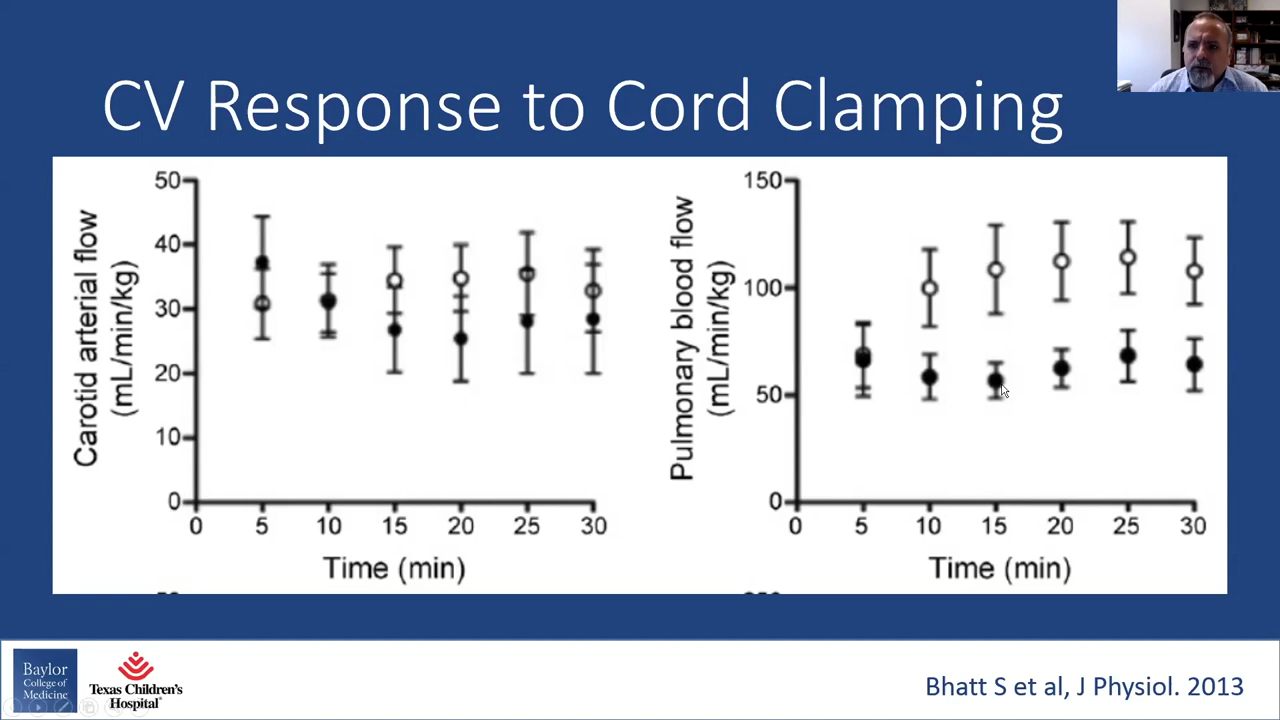 CV Response to Cord Clamping
Carotid arterial flow
(mL/min/kg)
50
40
30
20
10
0
0 5 10 15 20 25 30
Time (min)
Pulmonary blood flow
(mL/min/kg)
150
100
50
0
0 5 10 15 20 25 30
Time (min)
Baylor
College of
Medicine
Texas Children's
Hospital
Bhatt S et al, J Physiol. 2013